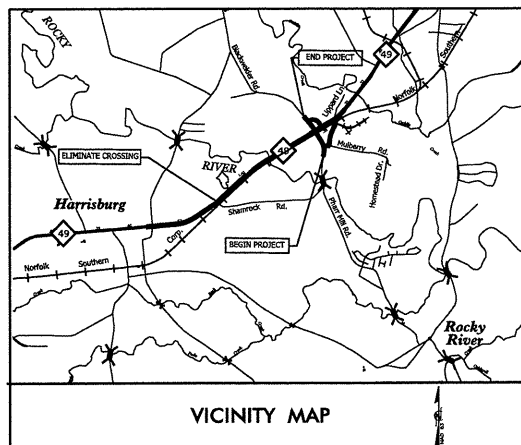 ROCKY
RIVER
Blackwelder Rd.
END PROJECT
49
Southern
Norfolk
Lippard Ln.
ELIMINATE CROSSING
RIVER
49
Mulberry Rd.
Homestead Dr.
Harrisburg
Shamrock Rd.
Pharr Mill Rd.
49
Corp.
BEGIN PROJECT
Norfolk Southern
Rocky
River
VICINITY MAP